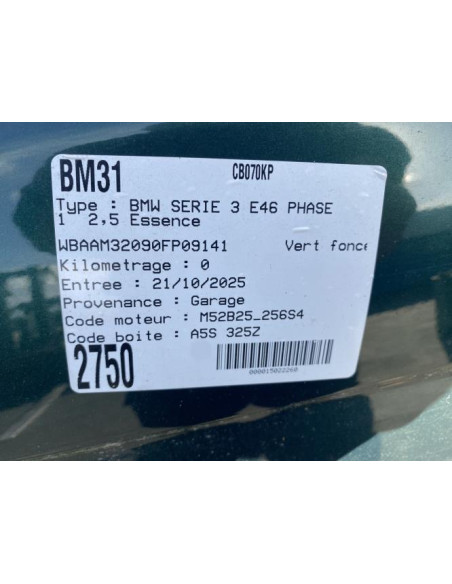 BM31 CB070KP
Type : BMW SERIE 3 E46 PHASE
1 2,5 Essence
WBAAM32090FP09141 Vert fonce
Kilometrage : 0
Entree : 21/10/2025
Provenance : Garage
Code moteur : M52B25_256S4
Code boite : A5S 325Z
2750
000015022260